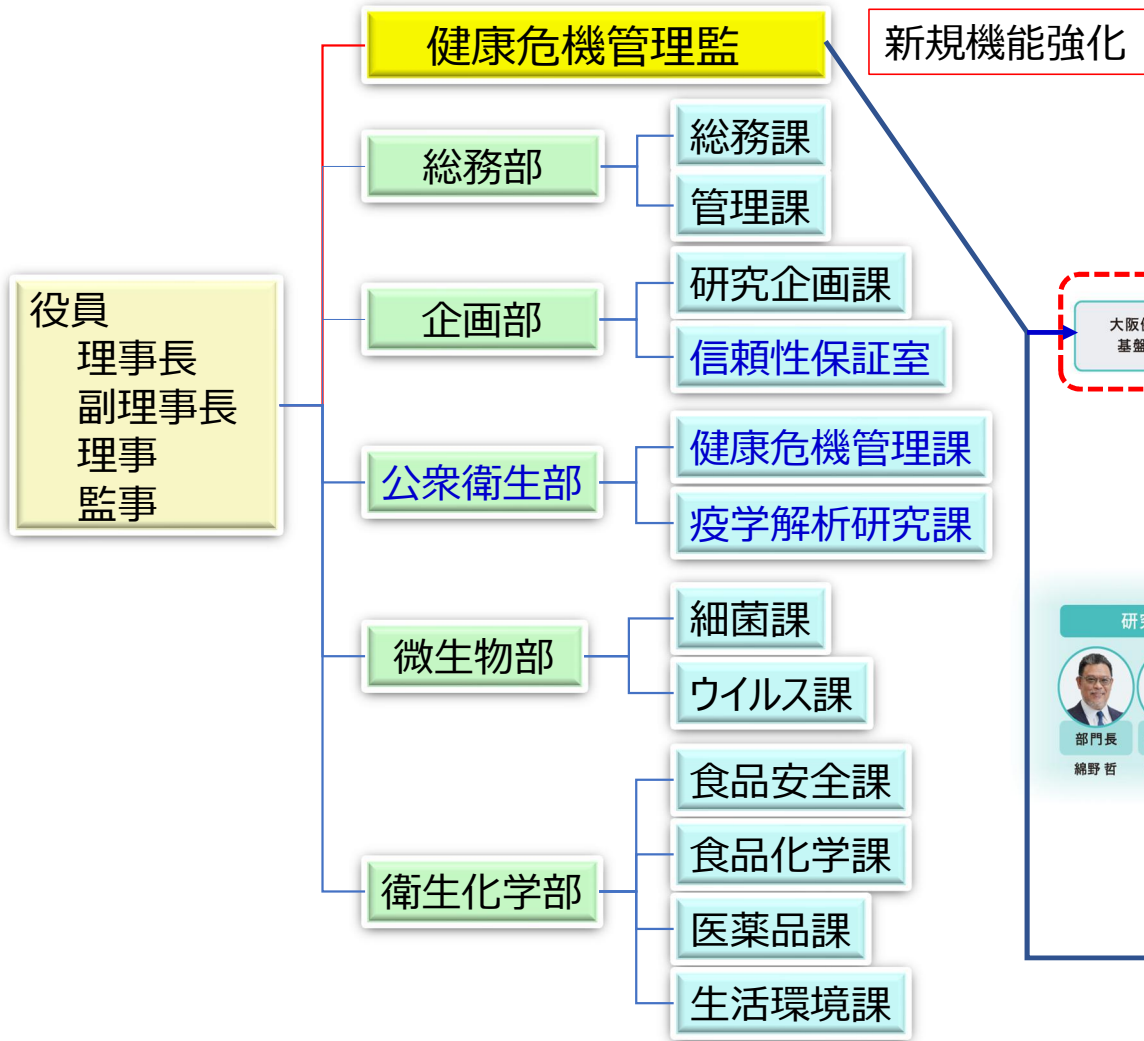 健康危機管理監
新規機能強化
総務部
総務課
管理課
企画部
研究企画課
信頼性保証室
役員
理事長
副理事長
理事
監事
公衆衛生部
健康危機管理課
疫学解析研究課
微生物部
細菌課
ウイルス課
衛生化学部
食品安全課
食品化学課
医薬品課
生活環境課
大阪
基盤
研
部門長
綿野 哲